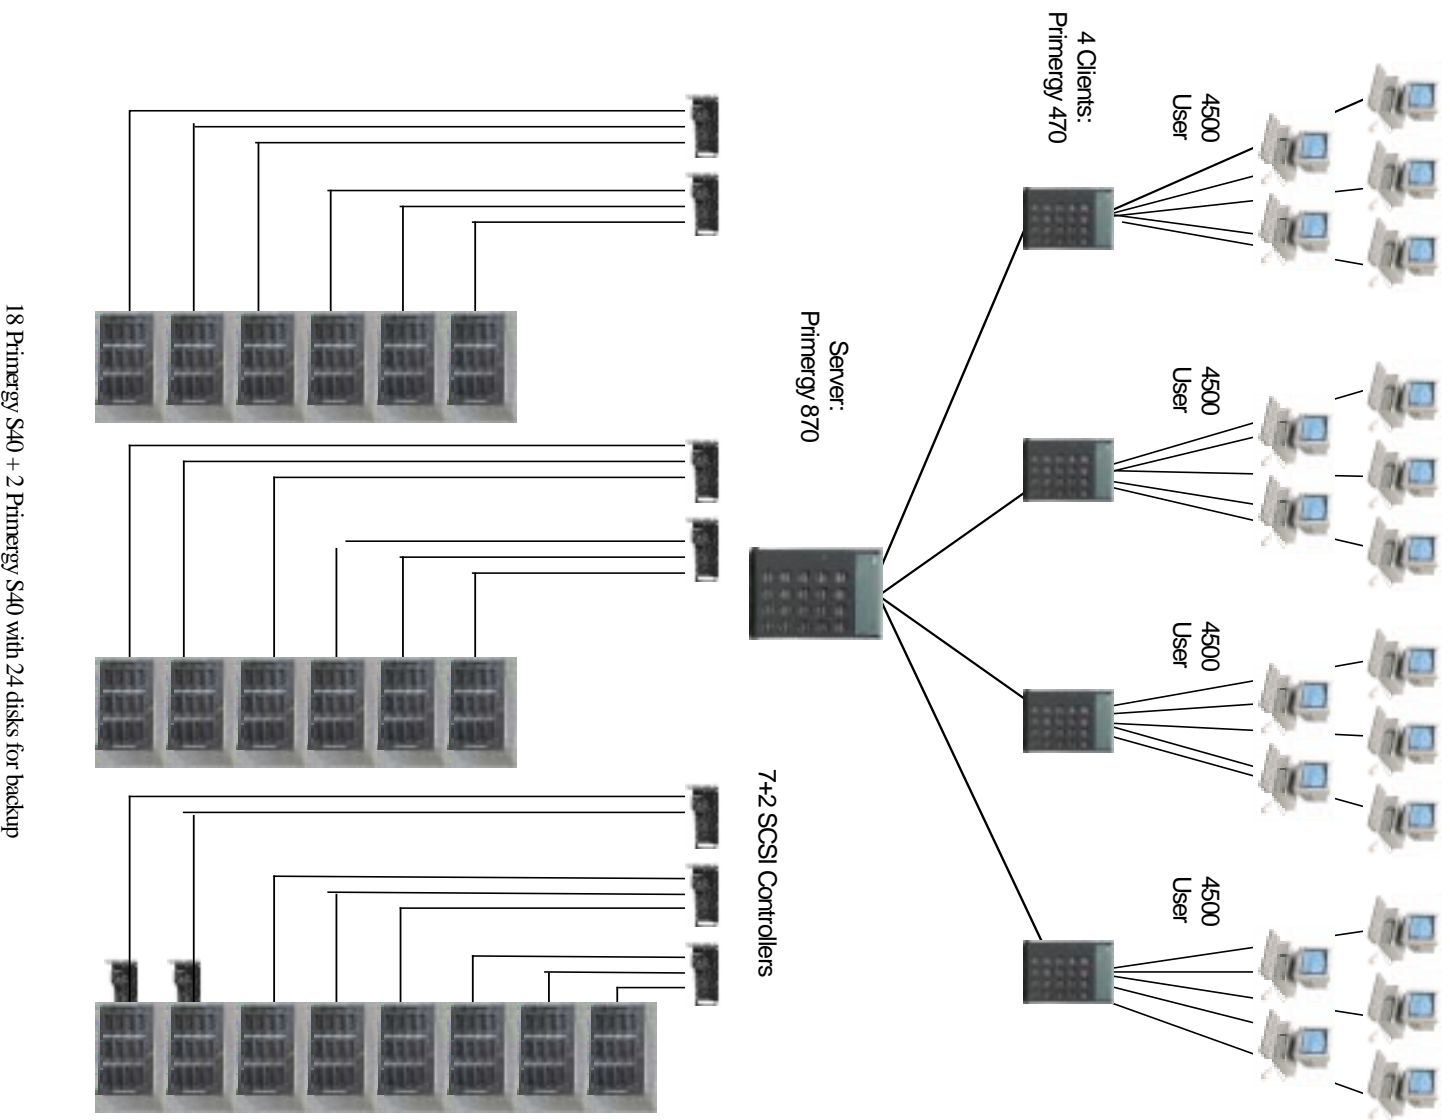 4500
User
4500
User
4500
User
4500
User
4 Clients:
Primergy 470
Server:
Primergy 870
7+2 SCSI Controllers
18 Primergy S40 + 2 Primergy S40 with 24 disks for backup